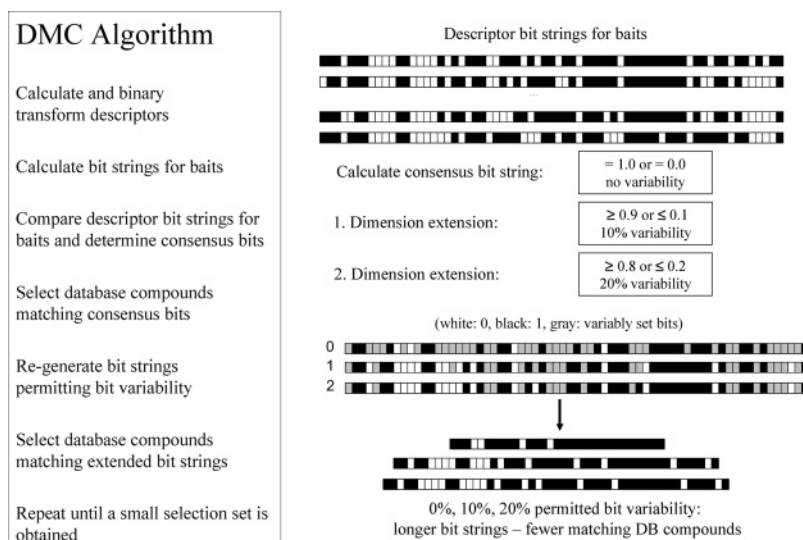 DMC Algorithm
Calculate and binary
transform descriptors
Calculate bit strings for baits
Compare descriptor bit strings for
baits and determine consensus bits
Select database compounds
matching consensus bits
Re-generate bit strings
permitting bit variability
Select database compounds
matching extended bit strings
Repeat until a small selection set is
obtained
Descriptor bit strings for baits
...
Calculate consensus bit string:
= 1.0 or = 0.0
no variability
1. Dimension extension:
≥ 0.9 or ≤ 0.1
10% variability
2. Dimension extension:
≥ 0.8 or ≤ 0.2
20% variability
(white: 0, black: 1, gray: variably set bits)
0
1
2
0%, 10%, 20% permitted bit variability:
longer bit strings – fewer matching DB compounds